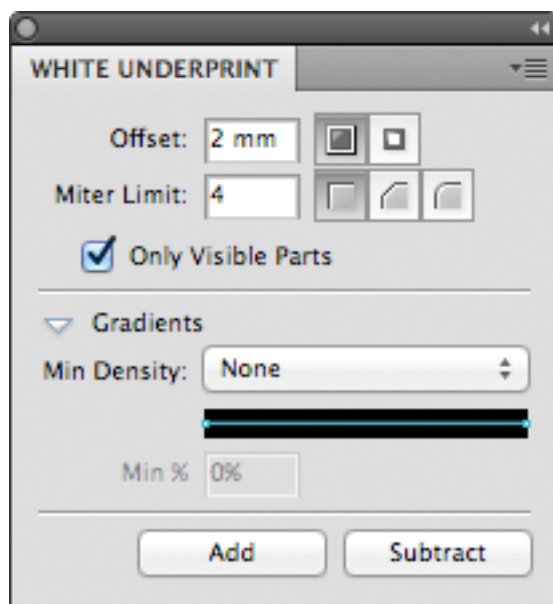 WHITE UNDERPRINT
Offset: 2 mm
Miter Limit: 4
Only Visible Parts
Gradients
Min Density: None
Min % 0%
Add Subtract